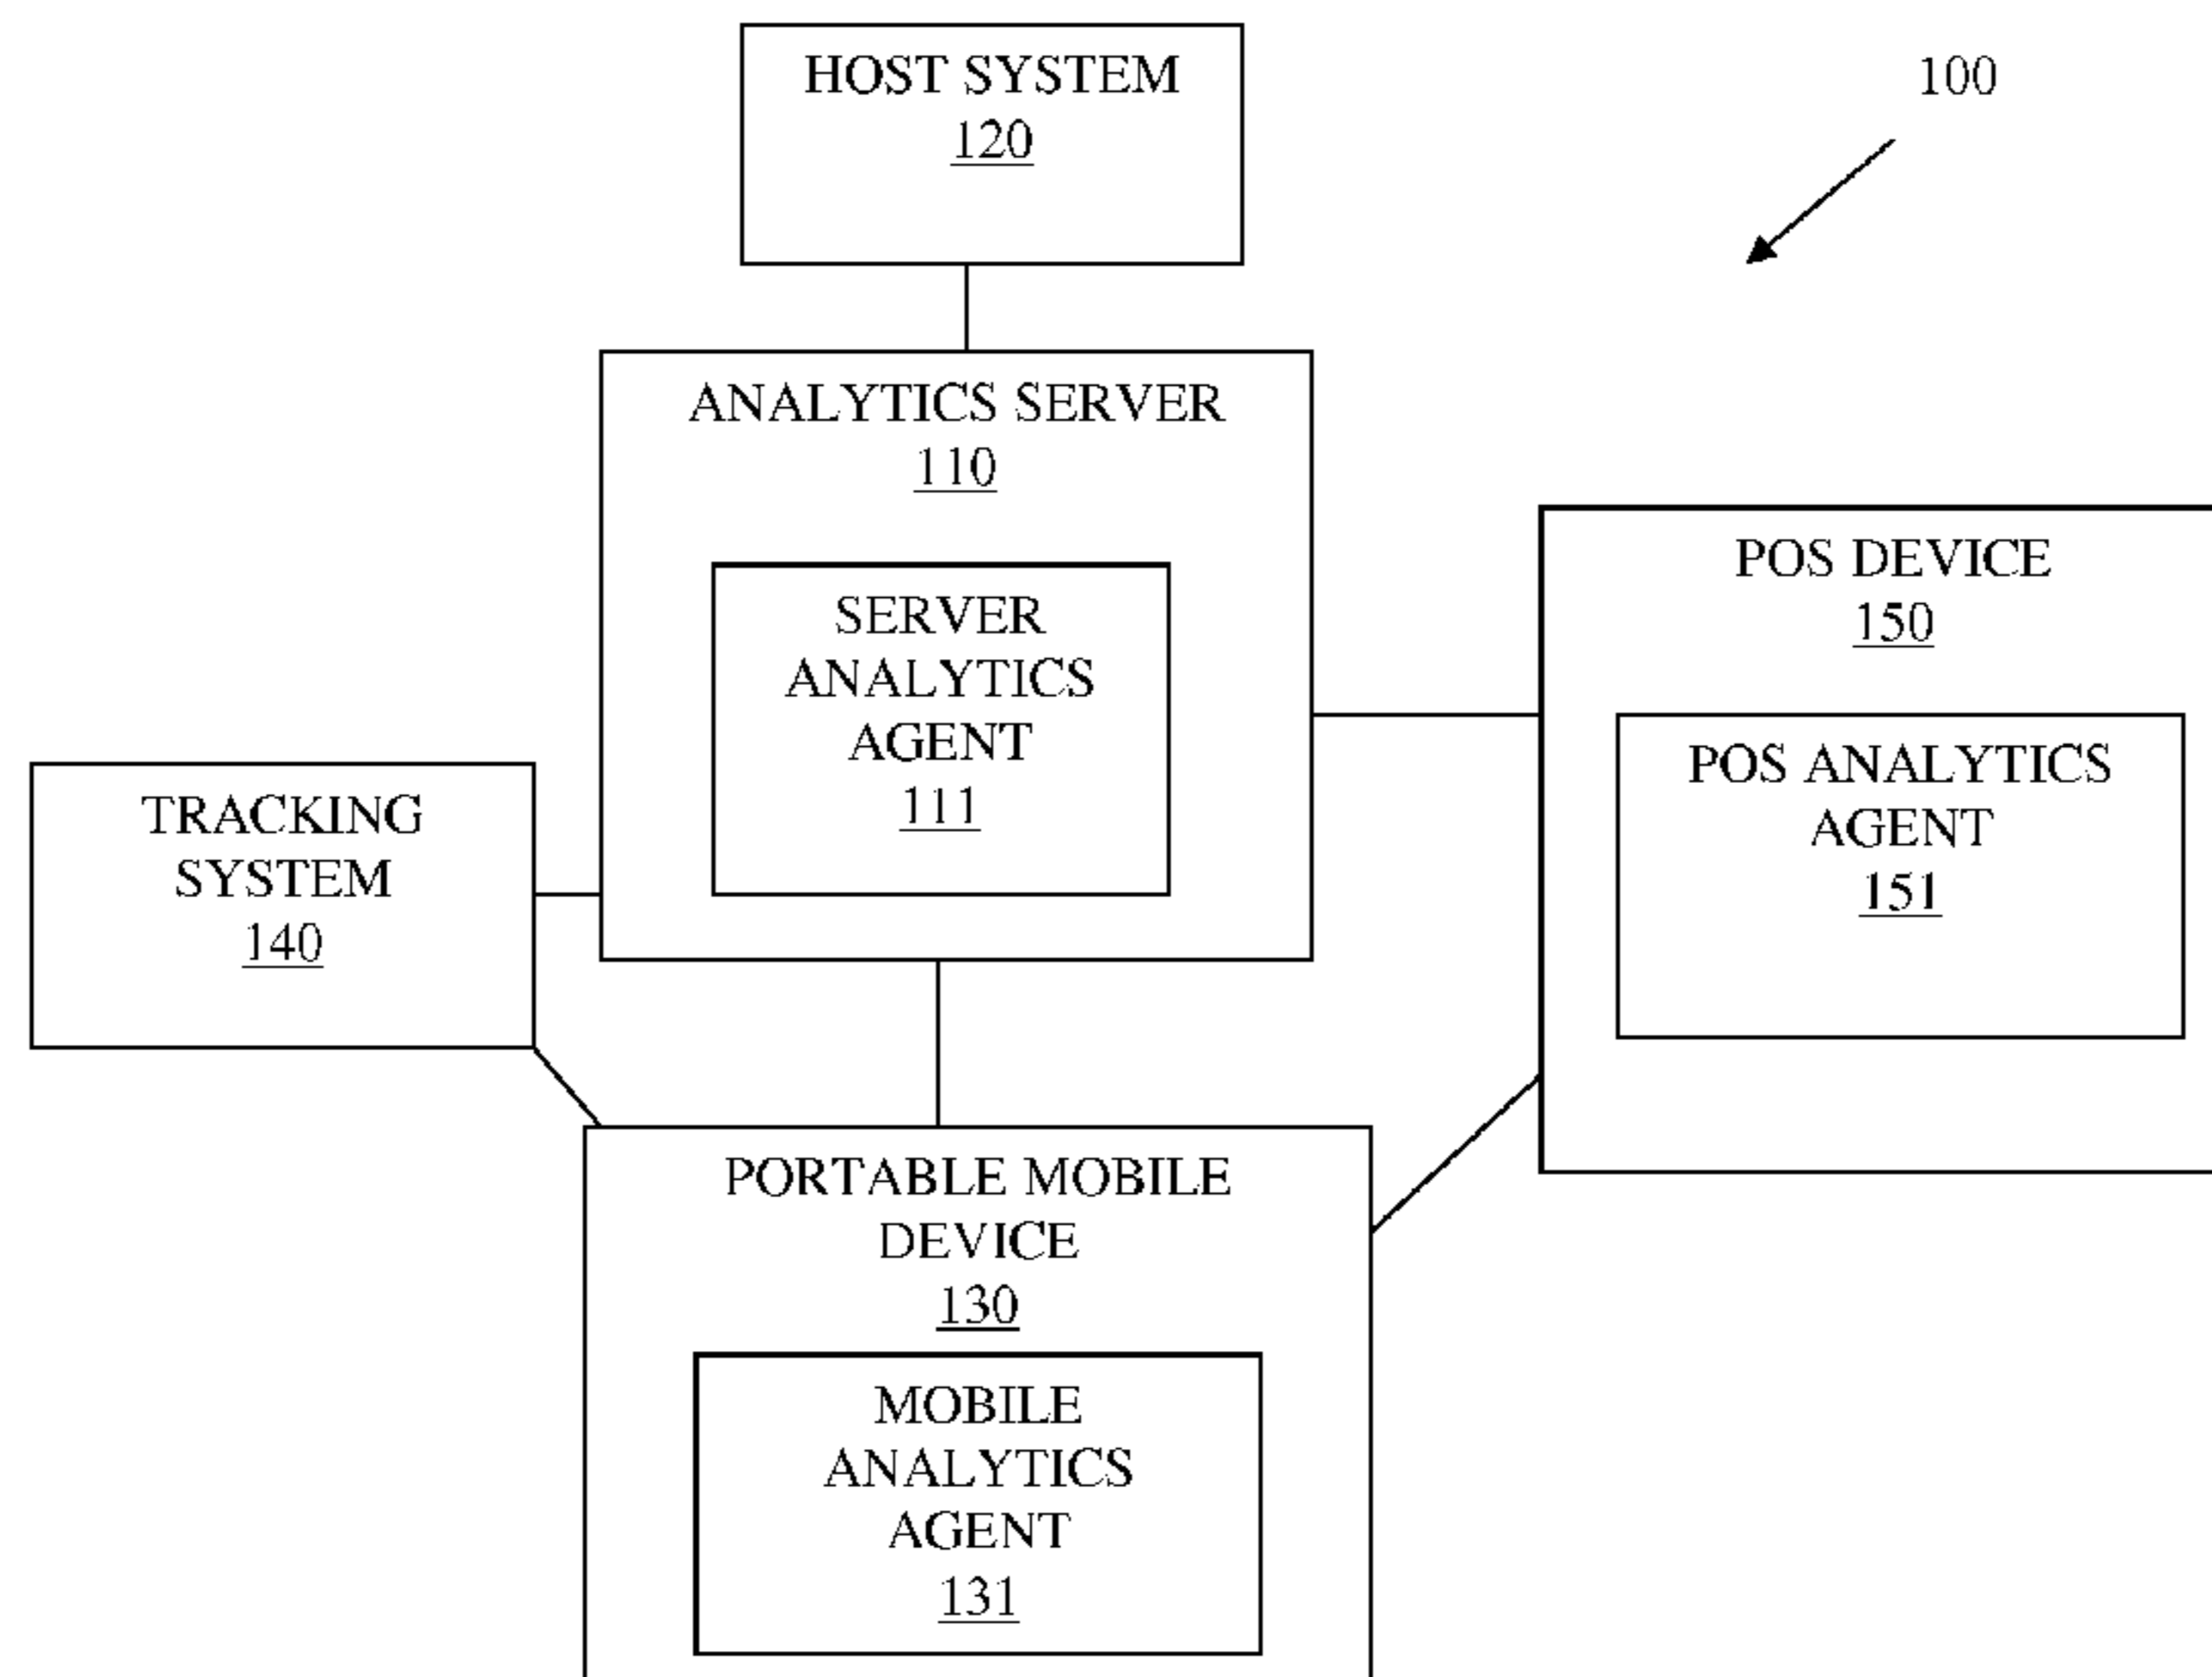 HOST SYSTEM
120
100
ANALYTICS SERVER
110
SERVER
ANALYTICS
AGENT
111
POS DEVICE
150
POS ANALYTICS
AGENT
151
TRACKING
SYSTEM
140
PORTABLE MOBILE
DEVICE
130
MOBILE
ANALYTICS
AGENT
131